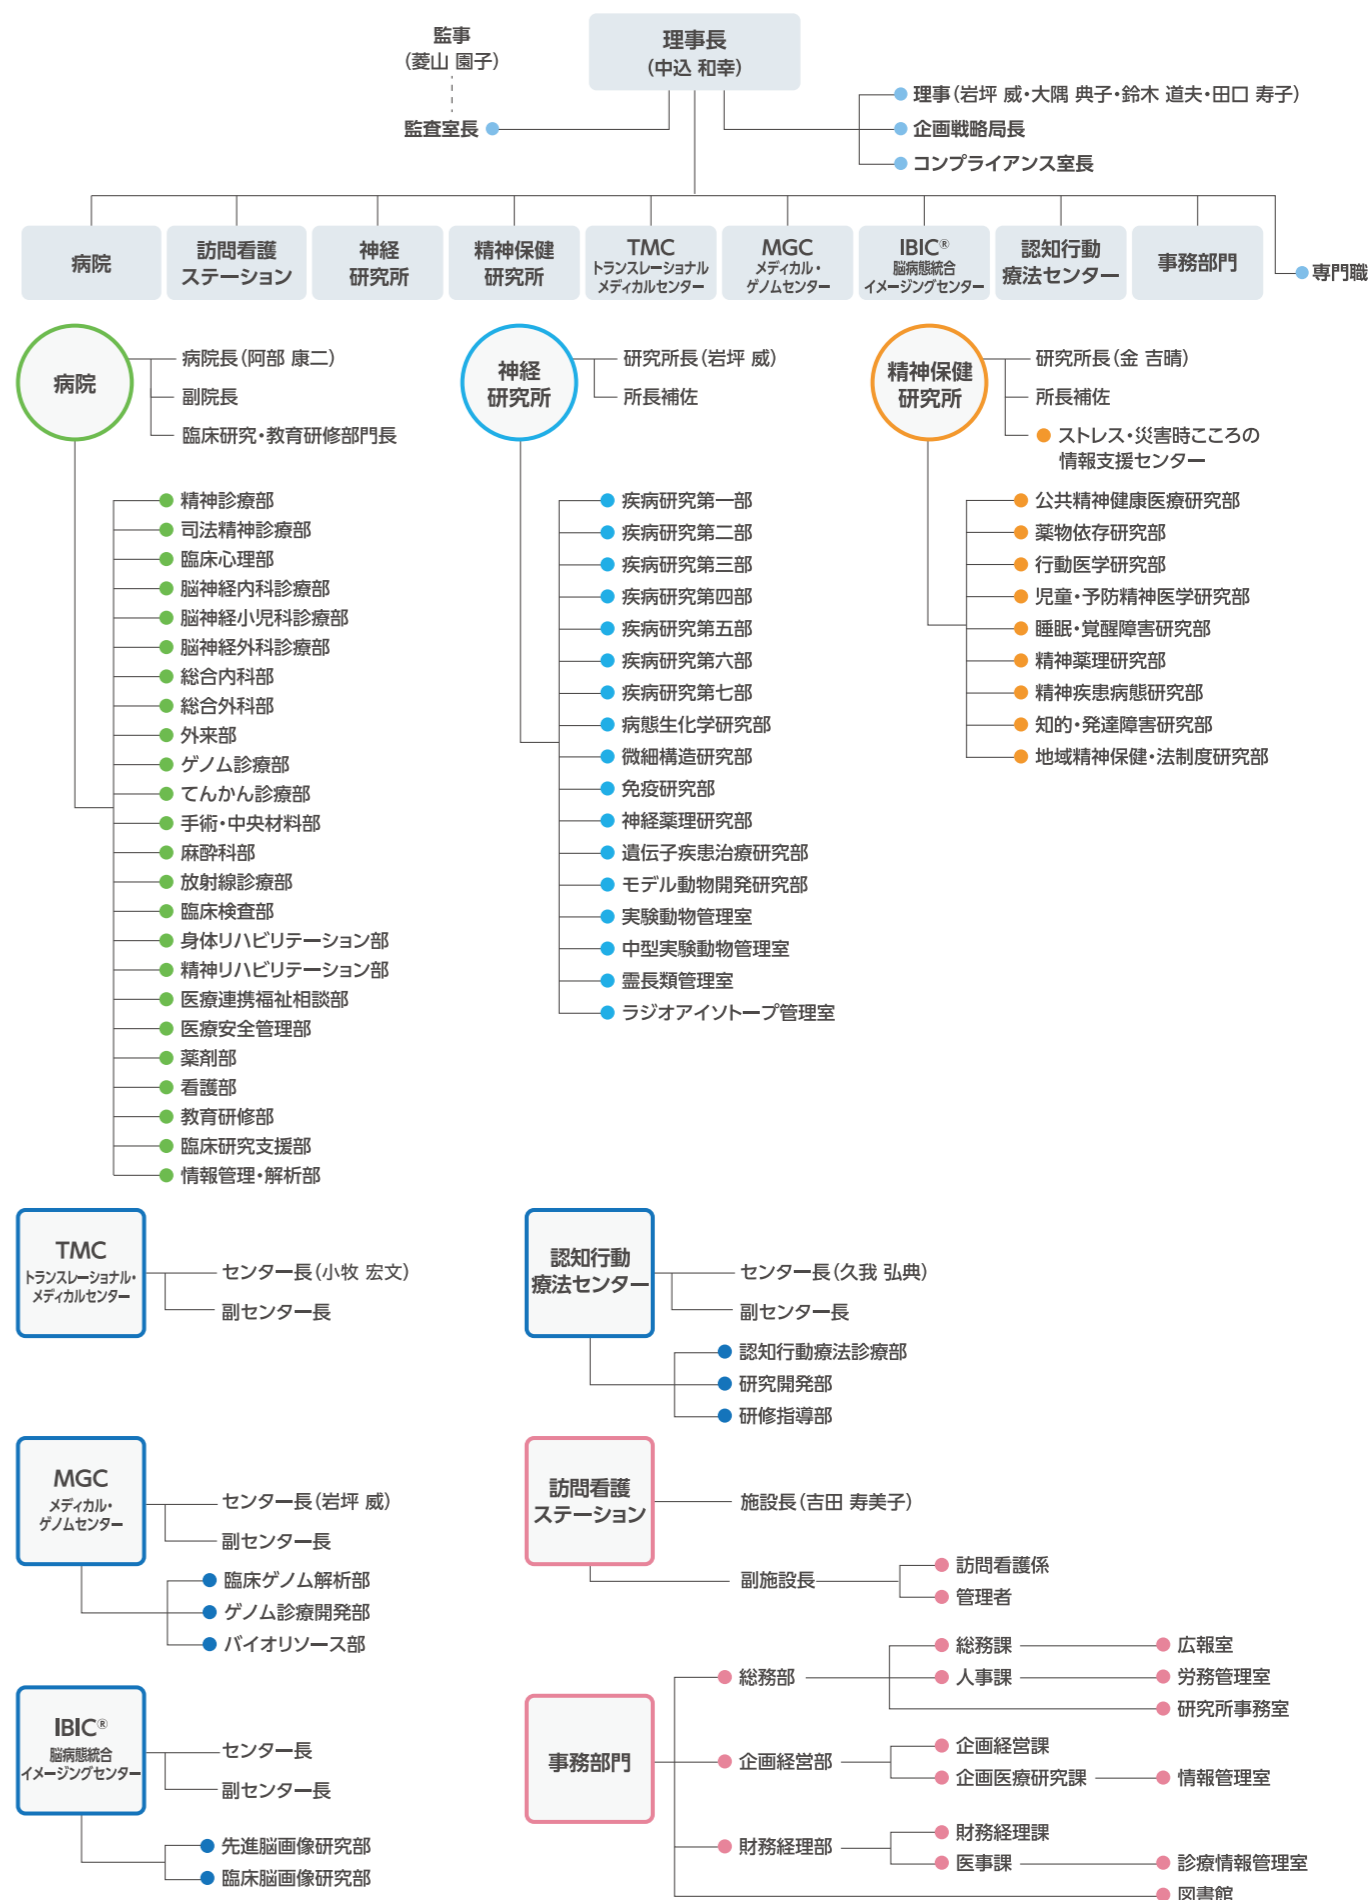 監事
(菱山 園子)
理事長
(中込 和幸)
監査室長
理事(岩坪 威・大隅 典子・鈴木 道夫・田口 寿子)
企画戦略局長
コンプライアンス室長
病院
訪問看護
ステーション
神経
研究所
精神保健
研究所
TMC
トランスレーショナル
メディカルセンター
MGC
メディカル・
ゲノムセンター
IBIC®
脳病態統合
イメージングセンター
認知行動
療法センター
事務部門
専門職
病院
病院長(阿部 康二)
副院長
臨床研究・教育研修部門長
精神診療部
司法精神診療部
臨床心理部
脳神経内科診療部
脳神経小児科診療部
脳神経外科診療部
総合内科部
総合外科部
外来部
ゲノム診療部
てんかん診療部
手術・中央材料部
麻酔科部
放射線診療部
臨床検査部
身体リハビリテーション部
精神リハビリテーション部
医療連携福祉相談部
医療安全管理部
薬剤部
看護部
教育研修部
臨床研究支援部
情報管理・解析部
神経
研究所
研究所長(岩坪 威)
所長補佐
疾病研究第一部
疾病研究第二部
疾病研究第三部
疾病研究第四部
疾病研究第五部
疾病研究第六部
疾病研究第七部
病態生化学研究部
微細構造研究部
免疫研究部
神経薬理研究部
遺伝子疾患治療研究部
モデル動物開発研究部
実験動物管理室
中型実験動物管理室
霊長類管理室
ラジオアイソトープ管理室
精神保健
研究所
研究所長(金 吉晴)
所長補佐
ストレス・災害時こころの
情報支援センター
公共精神健康医療研究部
薬物依存研究部
行動医学研究部
児童・予防精神医学研究部
睡眠・覚醒障害研究部
精神薬理研究部
精神疾患病態研究部
知的・発達障害研究部
地域精神保健・法制度研究部
TMC
トランスレーショナル・
メディカルセンター
センター長(小牧 宏文)
副センター長
認知行動
療法センター
センター長(久我 弘典)
副センター長
認知行動療法診療部
研究開発部
研修指導部
MGC
メディカル・
ゲノムセンター
センター長(岩坪 威)
副センター長
臨床ゲノム解析部
ゲノム診療開発部
バイオリソース部
訪問看護
ステーション
施設長(吉田 寿美子)
副施設長
訪問看護係
管理者
IBIC®
脳病態統合
イメージングセンター
センター長
副センター長
先進脳画像研究部
臨床脳画像研究部
事務部門
総務部
総務課
広報室
人事課
労務管理室
研究所事務室
企画経営部
企画経営課
企画医療研究課
情報管理室
財務経理部
財務経理課
医事課
診療情報管理室
図書館